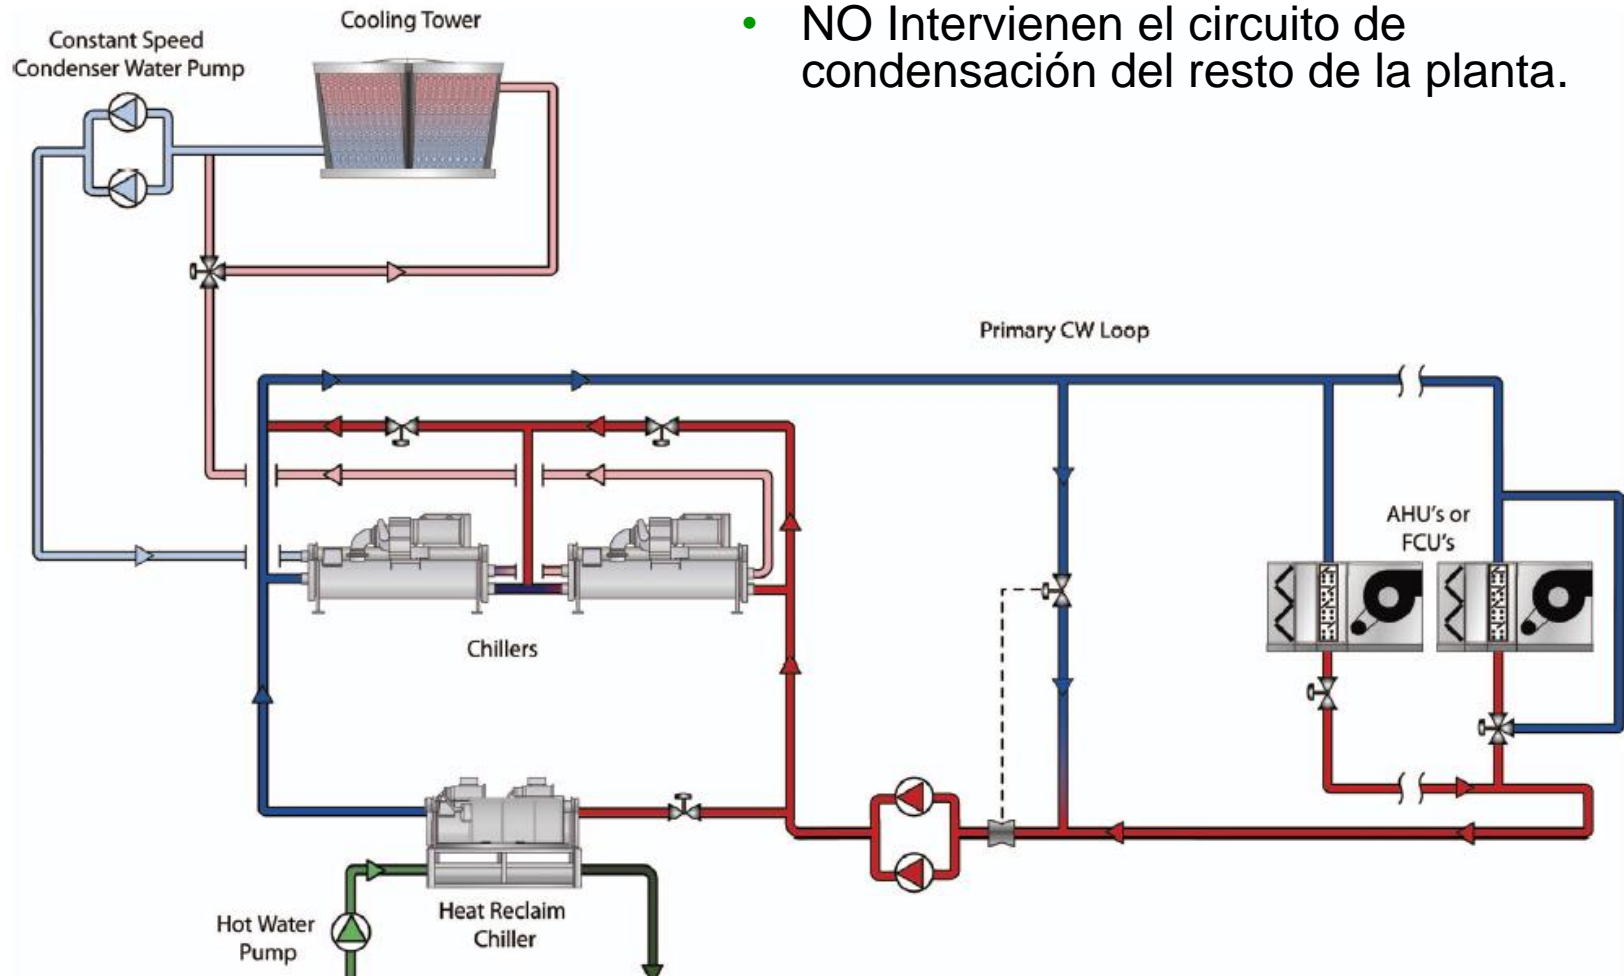 Cooling Tower
Constant Speed
Condenser Water Pump
• NO Intervienen el circuito de
condensación del resto de la planta.
Primary CW Loop
AHU's or
FCU's
Chillers
Heat Reclaim
Chiller
Hot Water
Pump